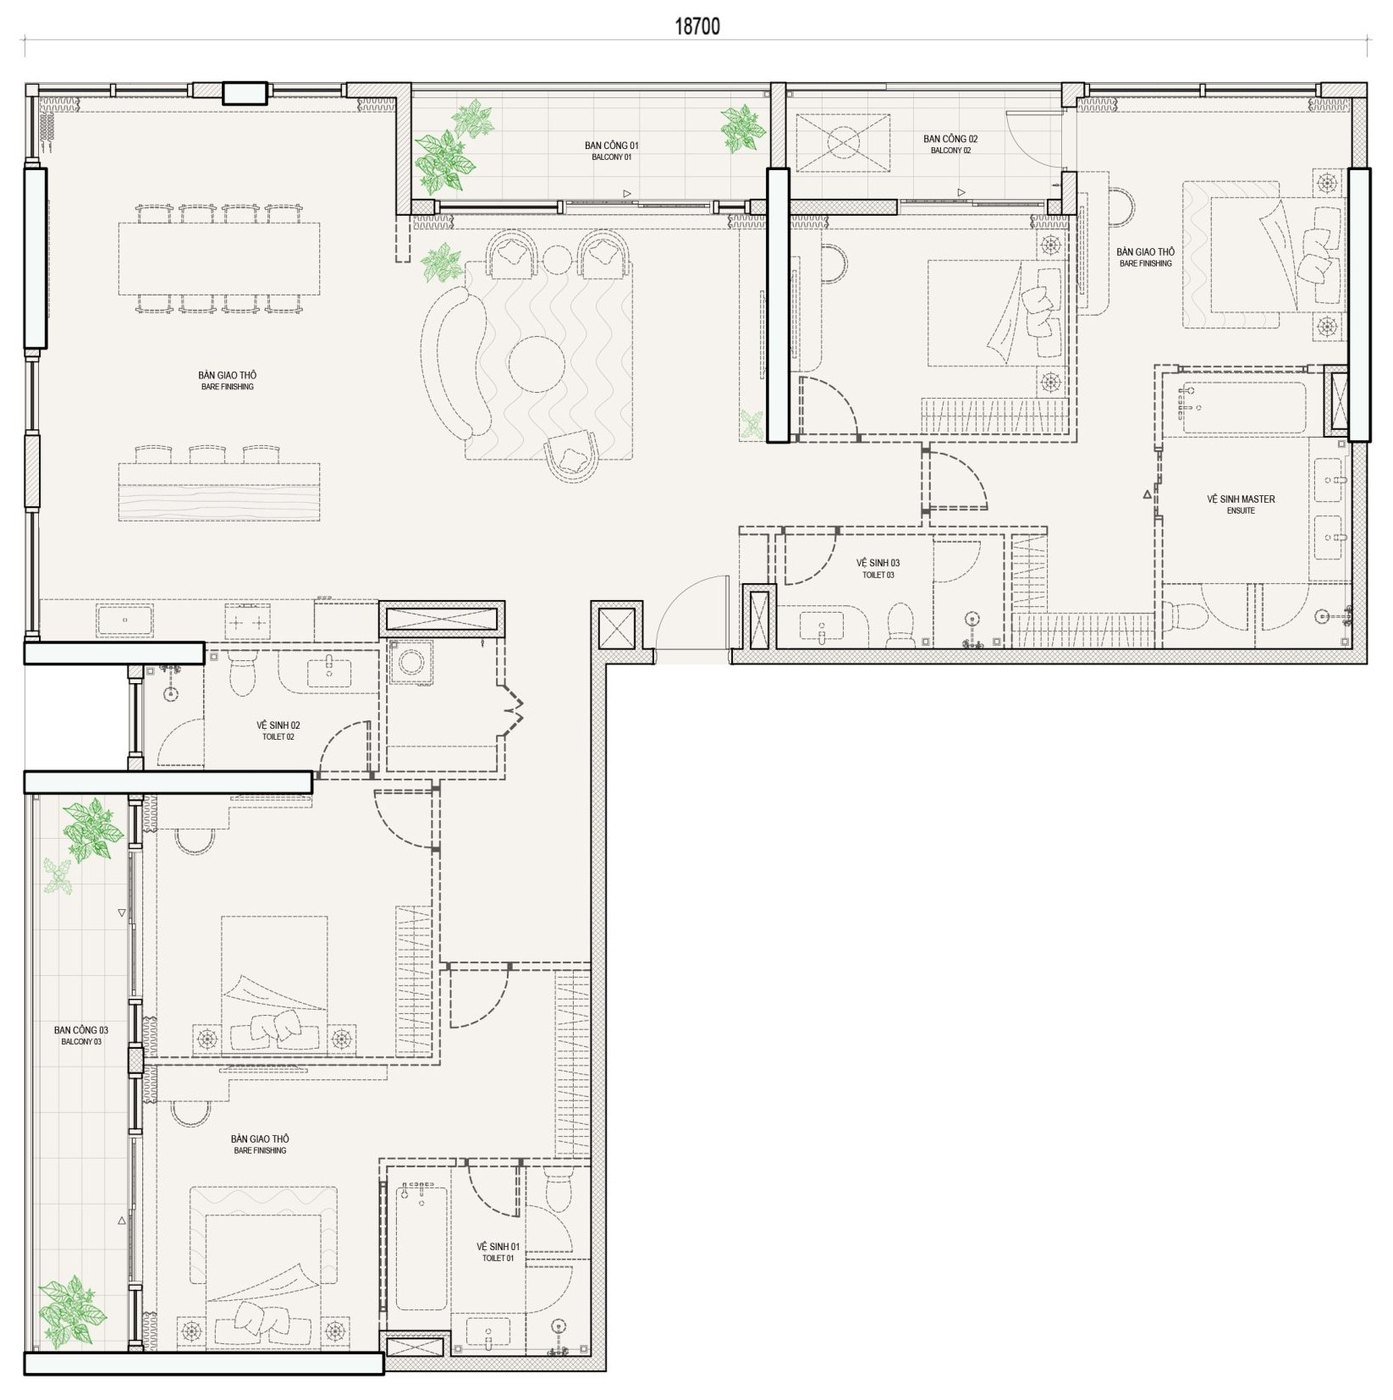 18700
BAN CÔNG 01
BALCONY 01
BAN CÔNG 02
BALCONY 02
BÀN GIAO THÔ
BARE FINISHING
BÀN GIAO THÔ
BARE FINISHING
VỆ SINH MASTER
ENSUITE
VỆ SINH 03
TOILET 03
VỆ SINH 02
TOILET 02
BAN CÔNG 03
BALCONY 03
BÀN GIAO THÔ
BARE FINISHING
VỆ SINH 01
TOILET 01